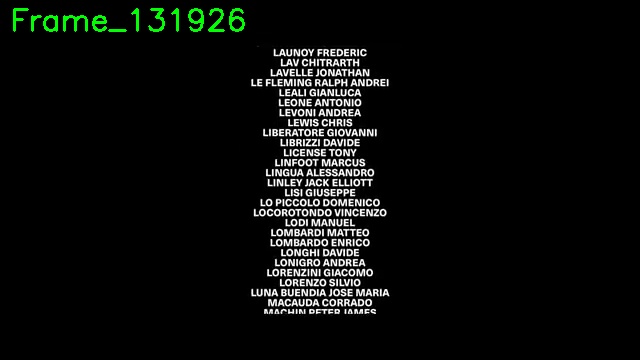 Frame_131926
LAUNOY FREDERIC
LAV CHITRARTH
LAVELLE JONATHAN
LE FLEMING RALPH ANDREI
LEALI GIANLUCA
LEONE ANTONIO
LEVONI ANDREA
LEWIS CHRIS
LIBERATORE GIOVANNI
LIBRIZZI DAVIDE
LICENSE TONY
LINFOOT MARCUS
LINGUA ALESSANDRO
LINLEY JACK ELLIOTT
LISI GIUSEPPE
LO PICCOLO DOMENICO
LOCOROTONDO VINCENZO
LODI MANUEL
LOMBARDI MATTEO
LOMBARDO ENRICO
LONGHI DAVIDE
LONIGRO ANDREA
LORENZINI GIACOMO
LORENZO SILVIO
LUNA BUENDIA JOSE MARIA
MACAUDA CORRADO
MACHIN PETER JAMES